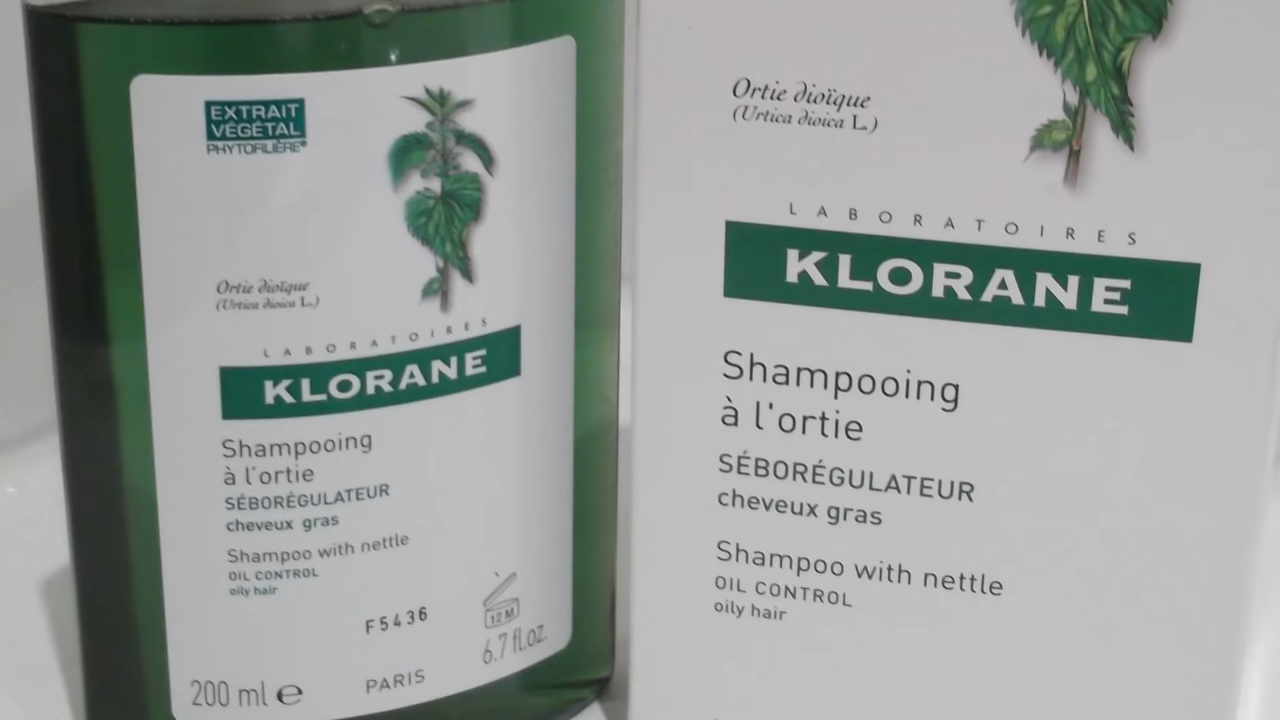 EXTRAIT
VÉGÉTAL
PHYTOFILIÈRE®
Ortie dioïque
(Urtica dioica L.)
LABORATOIRES
KLORANE
Shampooing
à l'ortie
SÉBORÉGULATEUR
cheveux gras
Shampoo with nettle
OIL CONTROL
oily hair
F5436
12 M
6.7 fl.oz.
200 ml e
PARIS
Ortie dioïque
(Urtica dioica L.)
LABORATOIRES
KLORANE
Shampooing
à l'ortie
SÉBORÉGULATEUR
cheveux gras
Shampoo with nettle
OIL CONTROL
oily hair